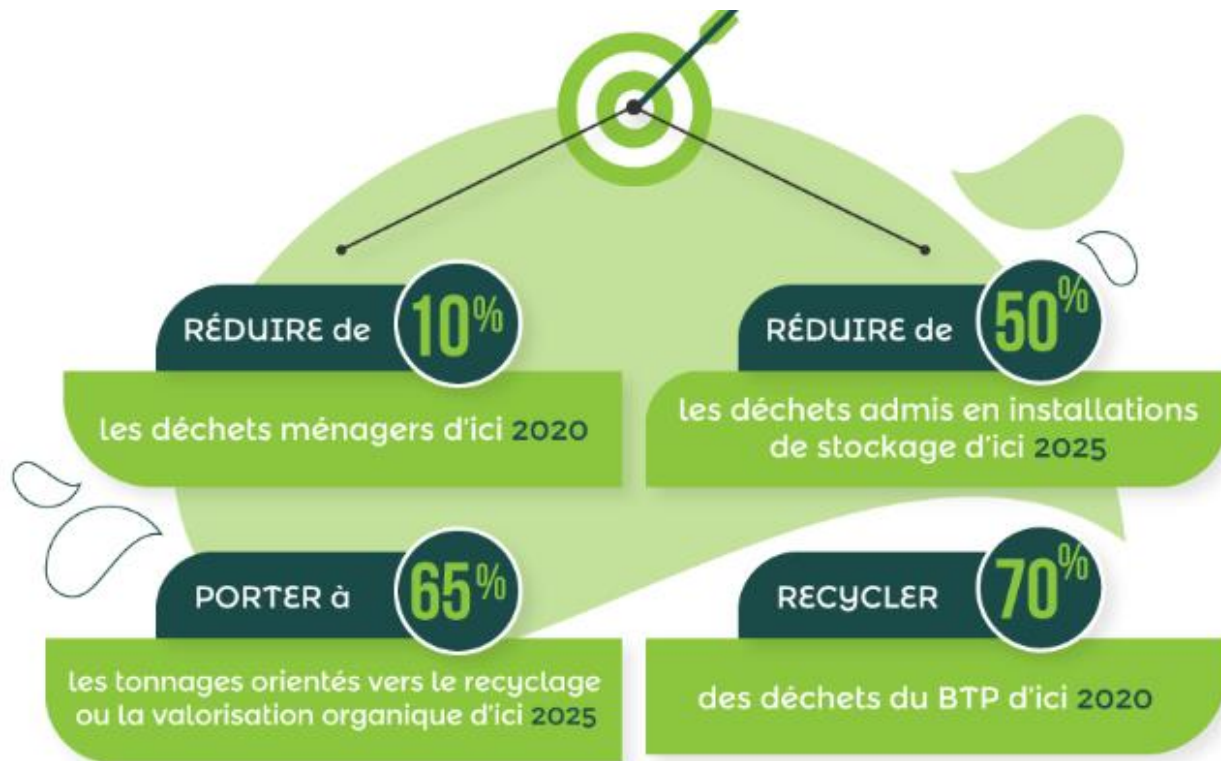 RÉDUIRE de 10%
les déchets ménagers d'ici 2020
RÉDUIRE de 50%
les déchets admis en installations
de stockage d'ici 2025
PORTER à 65%
les tonnages orientés vers le recyclage
ou la valorisation organique d'ici 2025
RECYCLER 70%
des déchets du BTP d'ici 2020